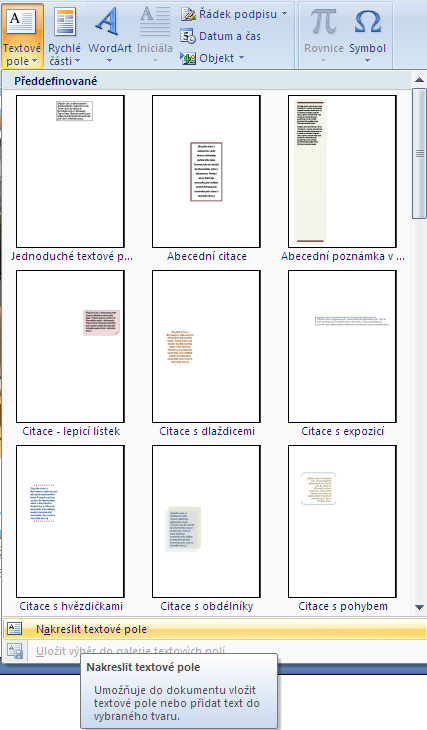 Textové
pole
Rychlé
části
WordArt
Iniciála
Řádek podpisu
Datum a čas
Objekt
Rovnice
Symbol
Předdefinované
Jednoduché textové p...
Abecední citace
Abecední poznámka v ...
Citace - lepicí lístek
Citace s dlaždicemi
Citace s expozicí
Citace s hvězdičkami
Citace s obdélníky
Citace s pohybem
Nakreslit textové pole
Uložit výběr do galerie textových polí
Nakreslit textové pole
Umožňuje do dokumentu vložit
textové pole nebo přidat text do
vybraného tvaru.